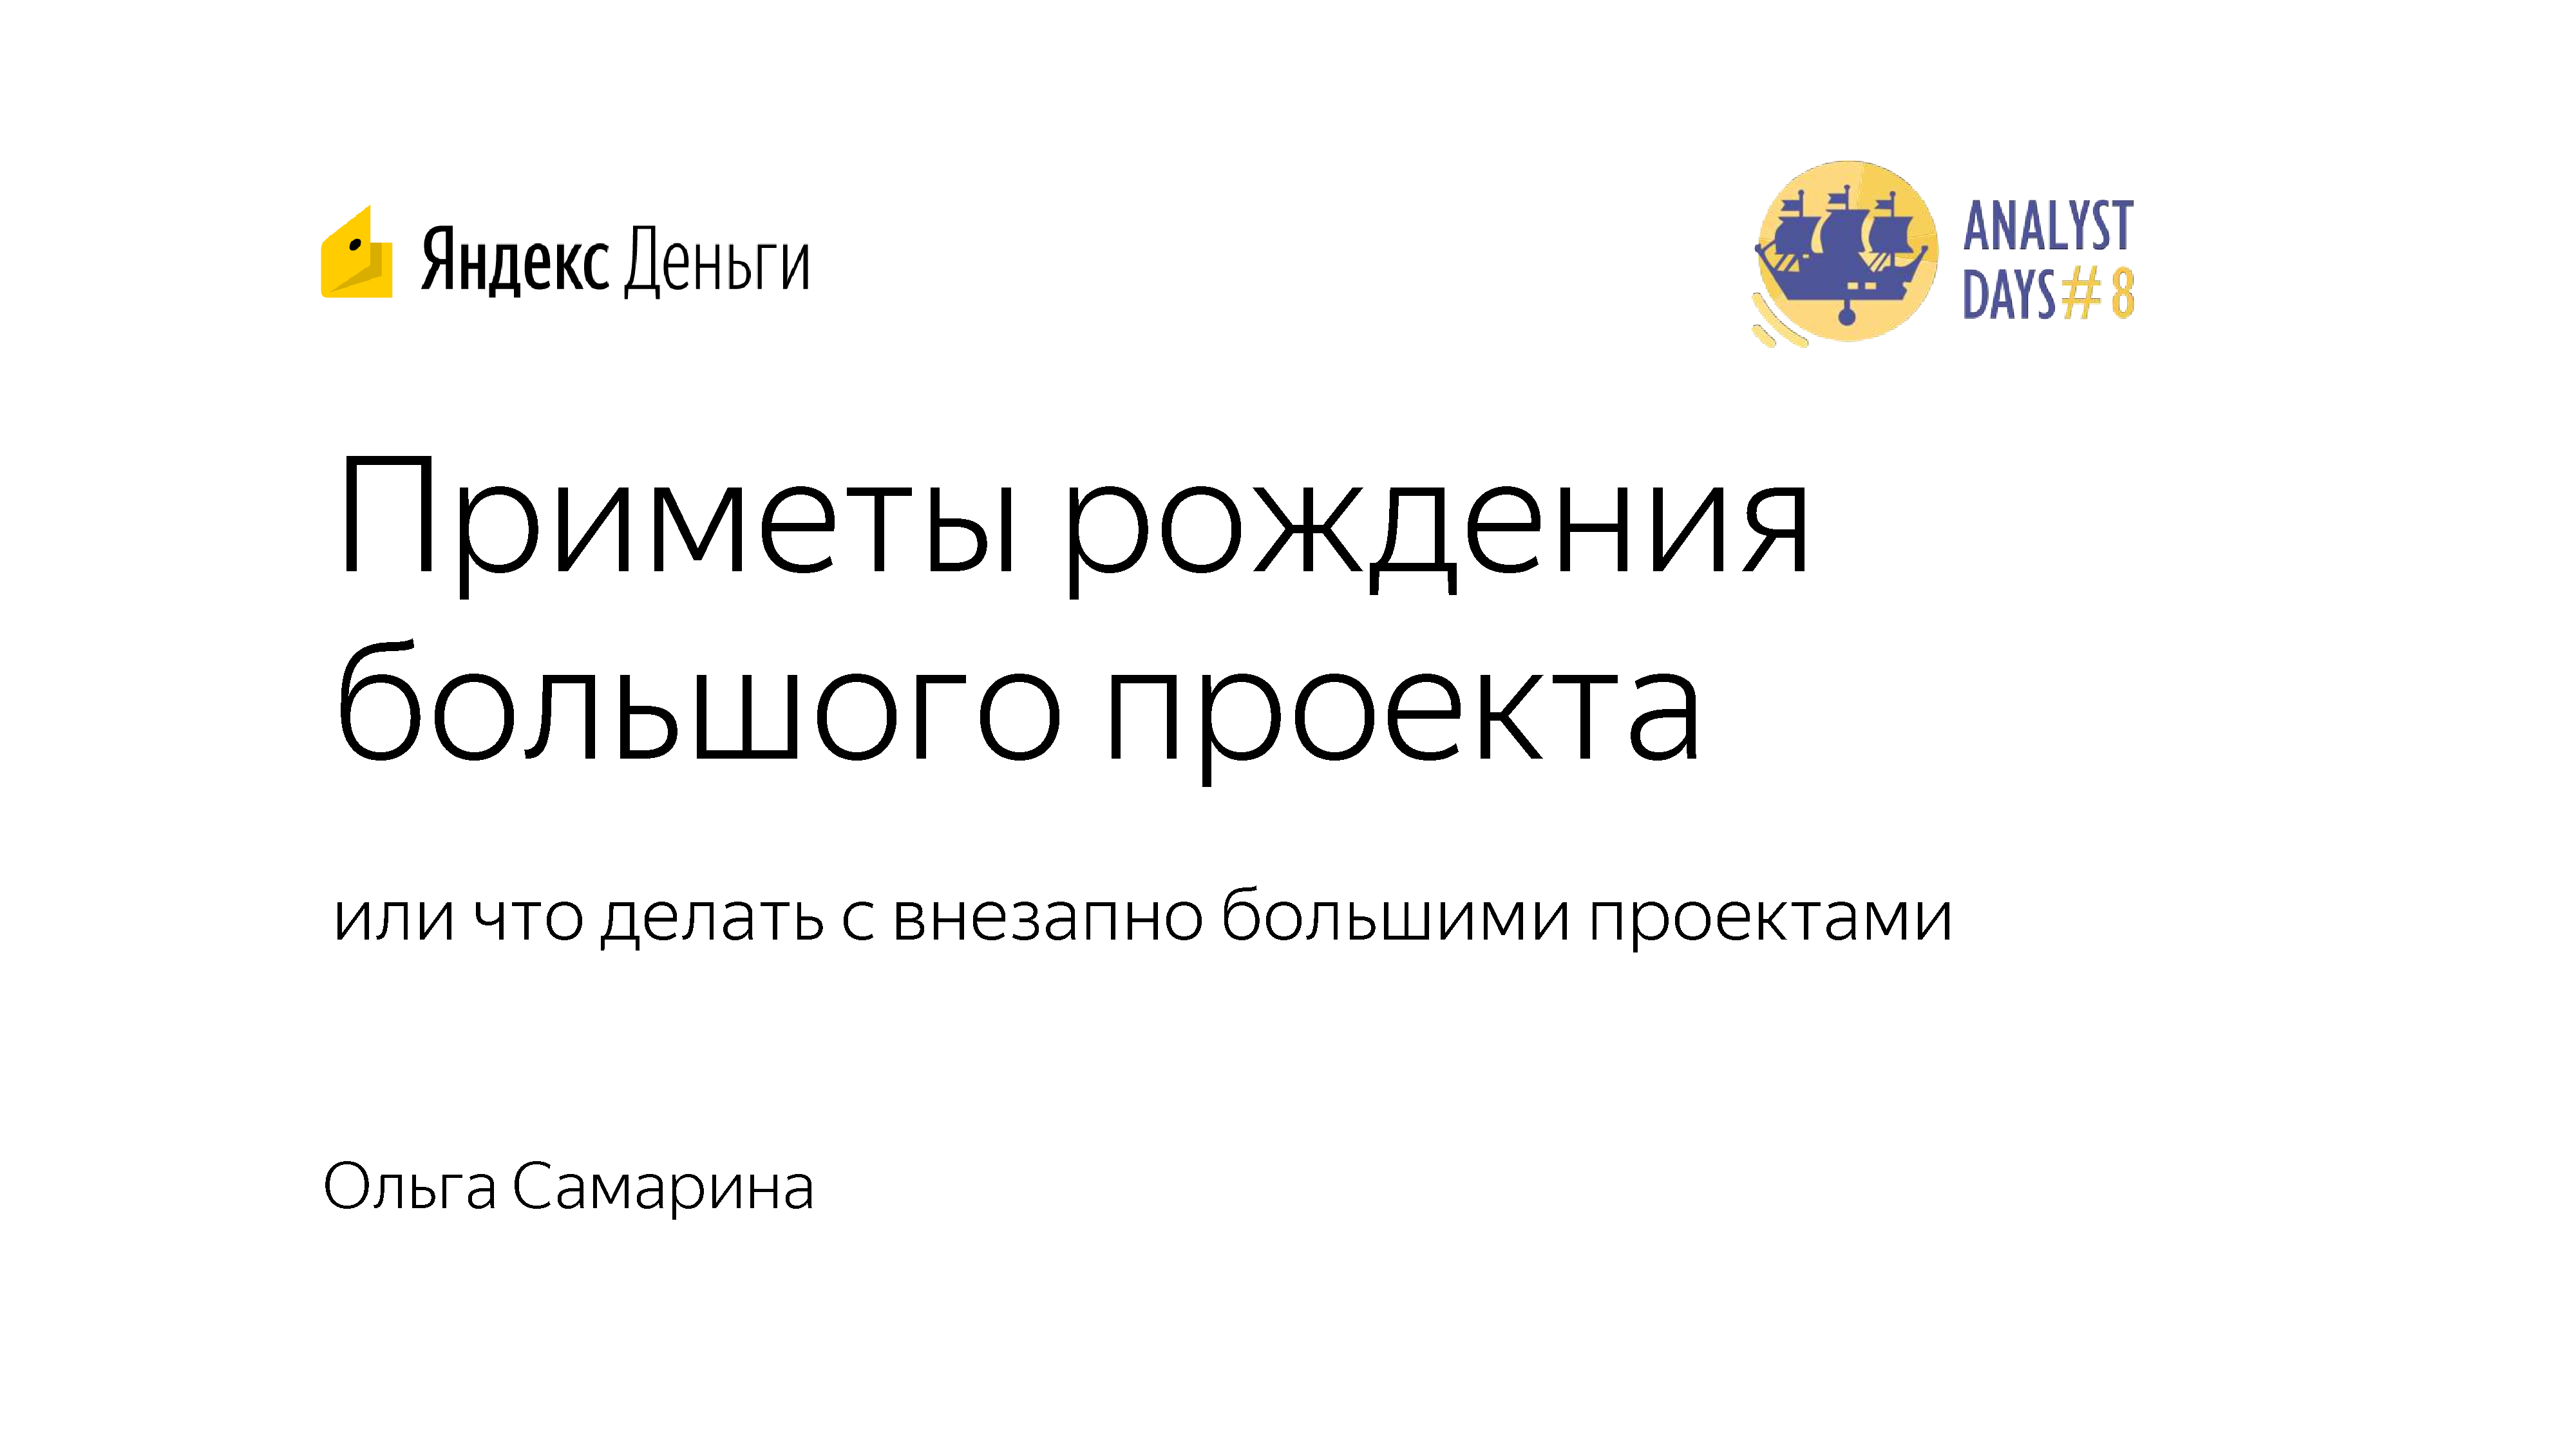 Яндекс Деньги
ANALYST
DAYS#8
Приметы рождения
большого проекта
или что делать с внезапно большими проектами
Ольга Самарина